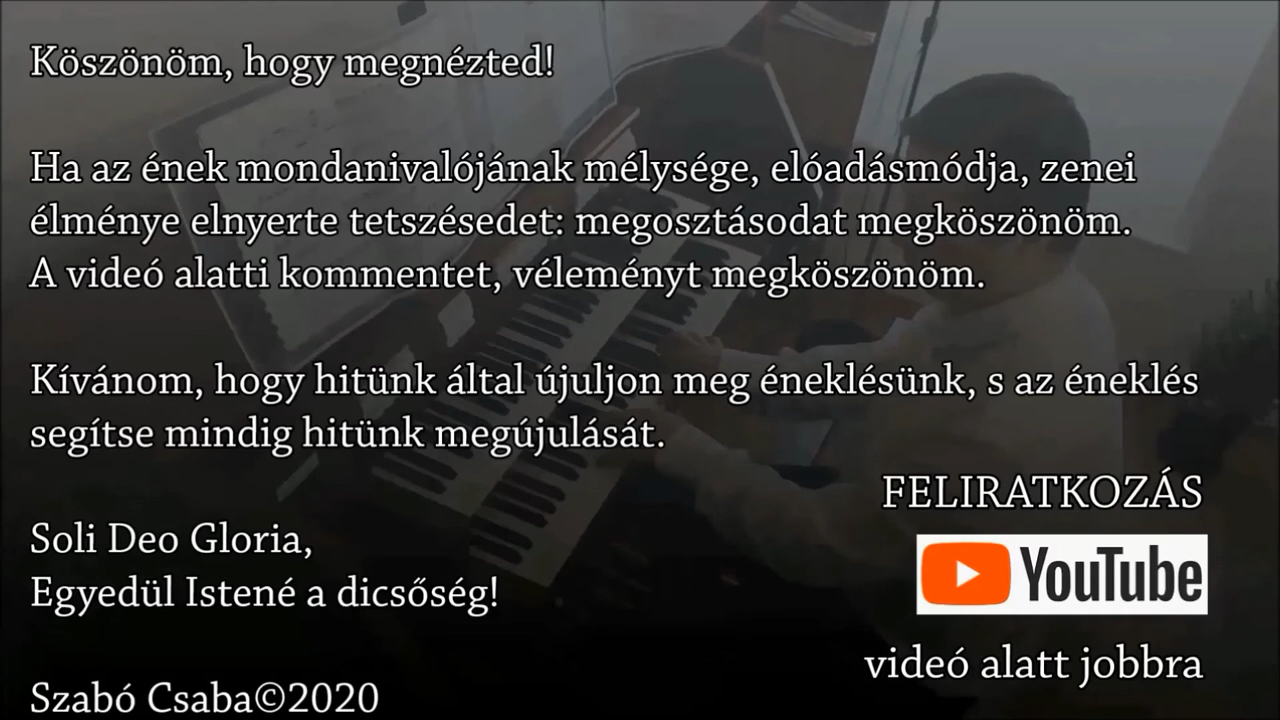 Köszönöm, hogy megnézted!
Ha az ének mondanivalójának mélysége, elóadásmódja, zenei
élménye elnyerte tetszésedet: megosztásodat megköszönöm.
A videó alatti kommentet, véleményt megköszönöm.
Kívánom, hogy hitünk által újuljon meg éneklésünk, s az éneklés
segítse mindig hitünk megújulását.
Soli Deo Gloria,
Egyedül Istené a dicsőség!
Szabó Csaba©2020
FELIRATKOZÁS
YouTube
videó alatt jobbra